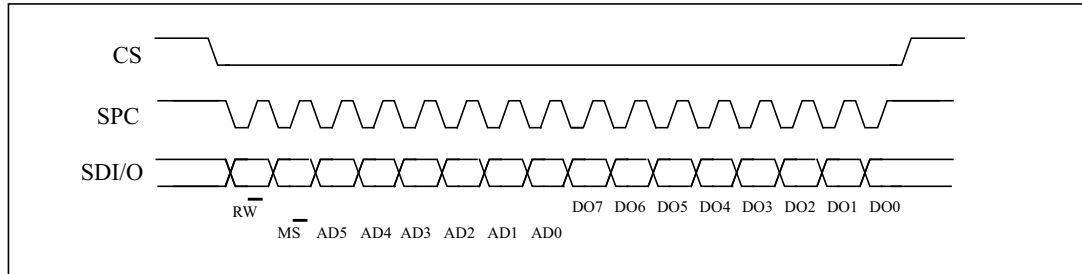 CS
SPC
SDI/O
RW
DO7 DO6 DO5 DO4 DO3 DO2 DO1 DO0
MS AD5 AD4 AD3 AD2 AD1 AD0